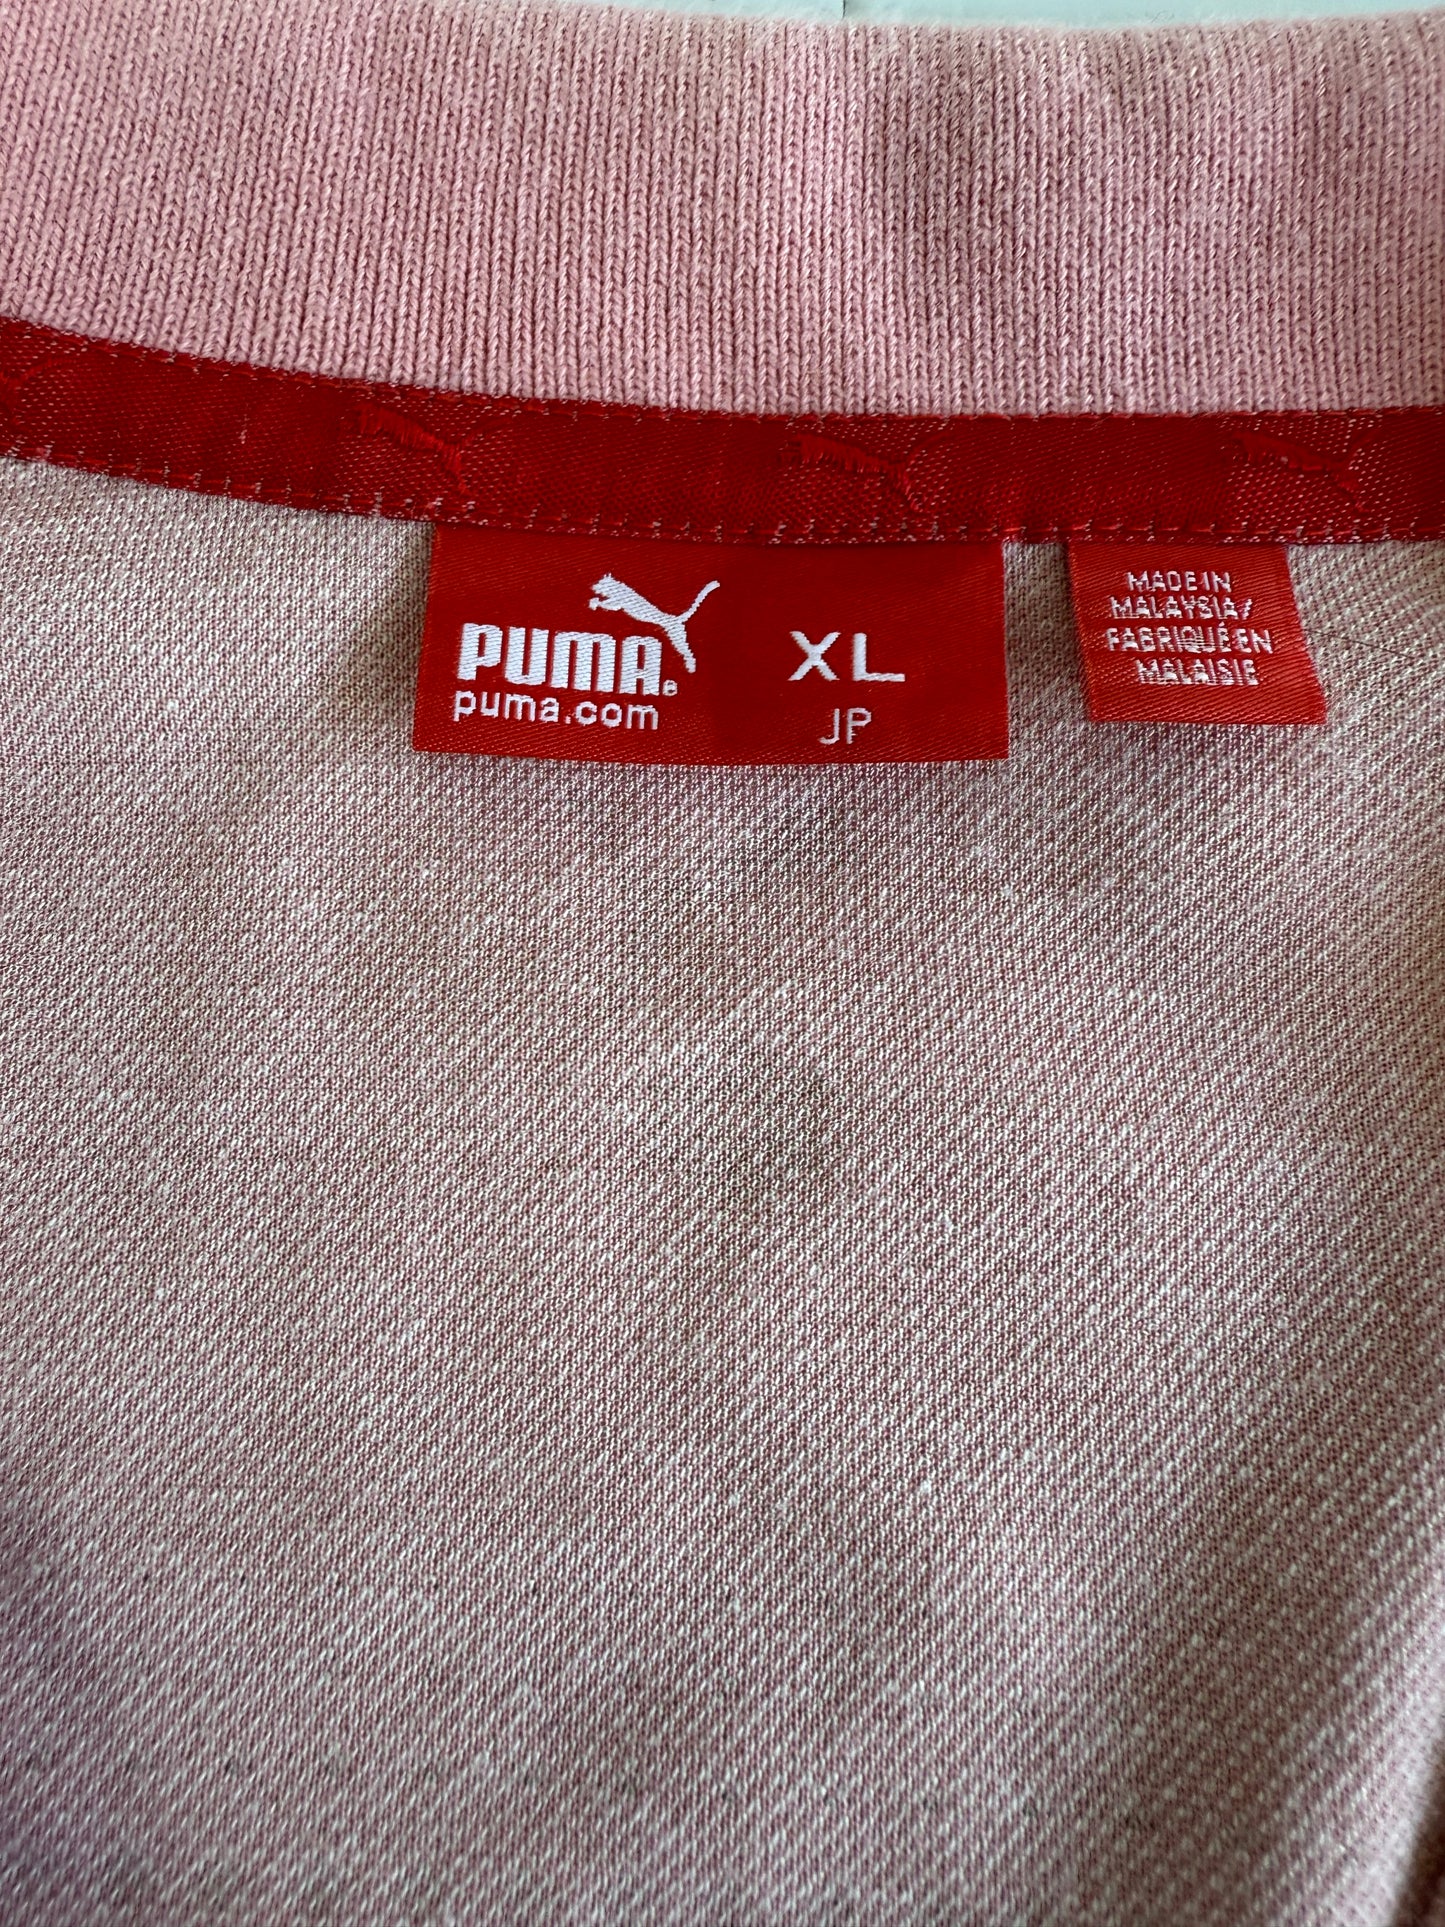 PUMA®
puma.com
XL
JP
MADE IN
MALAYSIA/
FABRIQUÉ EN
MALAISIE